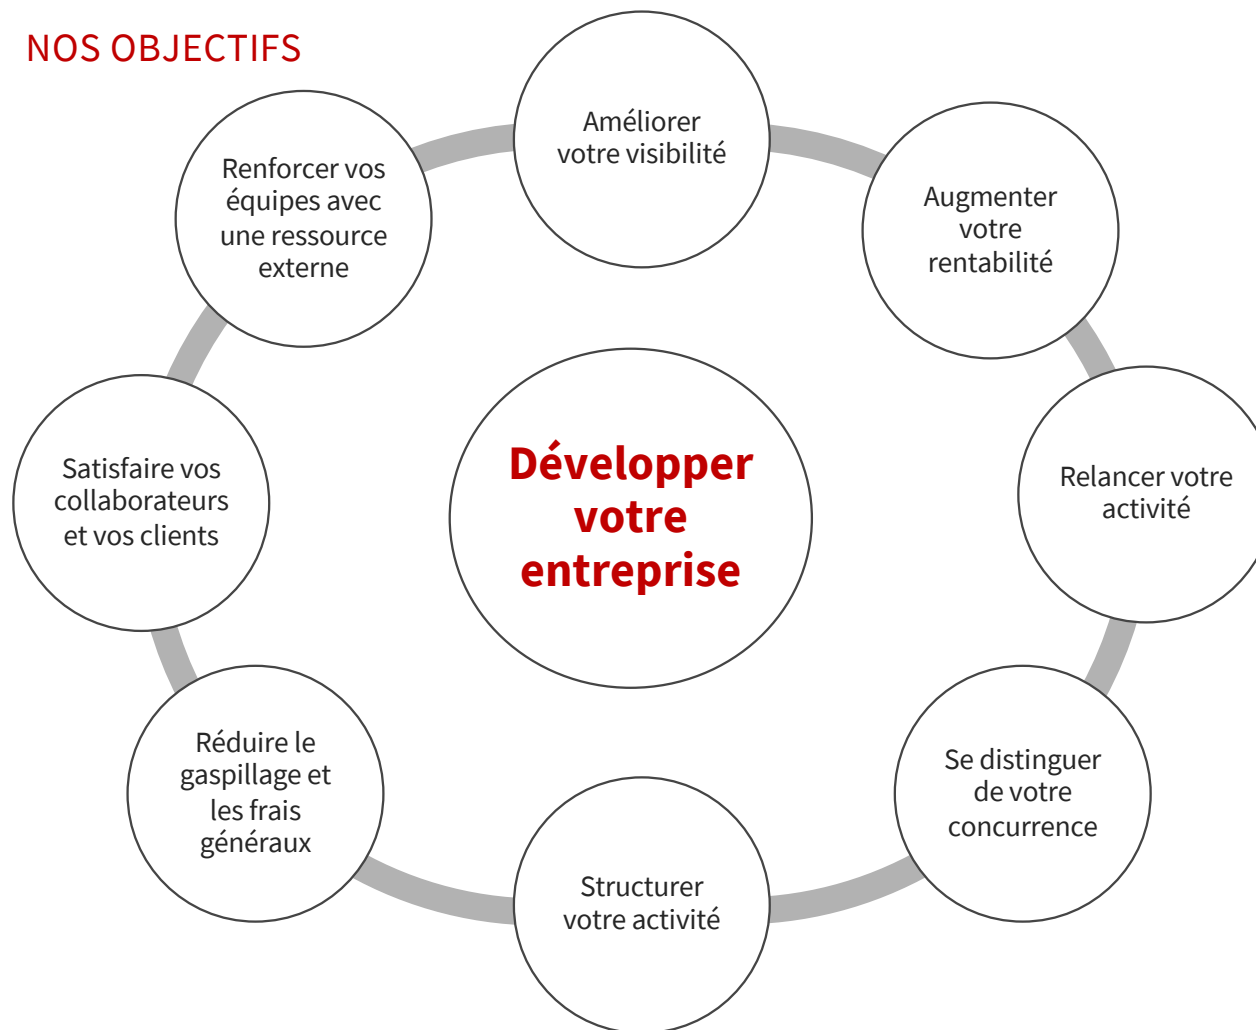 NOS OBJECTIFS
Améliorer
votre visibilité
Augmenter
votre
rentabilité
Relancer votre
activité
Se distinguer
de votre
concurrence
Structurer
votre activité
Réduire le
gaspillage et
les frais
généraux
Satisfaire vos
collaborateurs
et vos clients
Renforcer vos
équipes avec
une ressource
externe
Développer
votre
entreprise